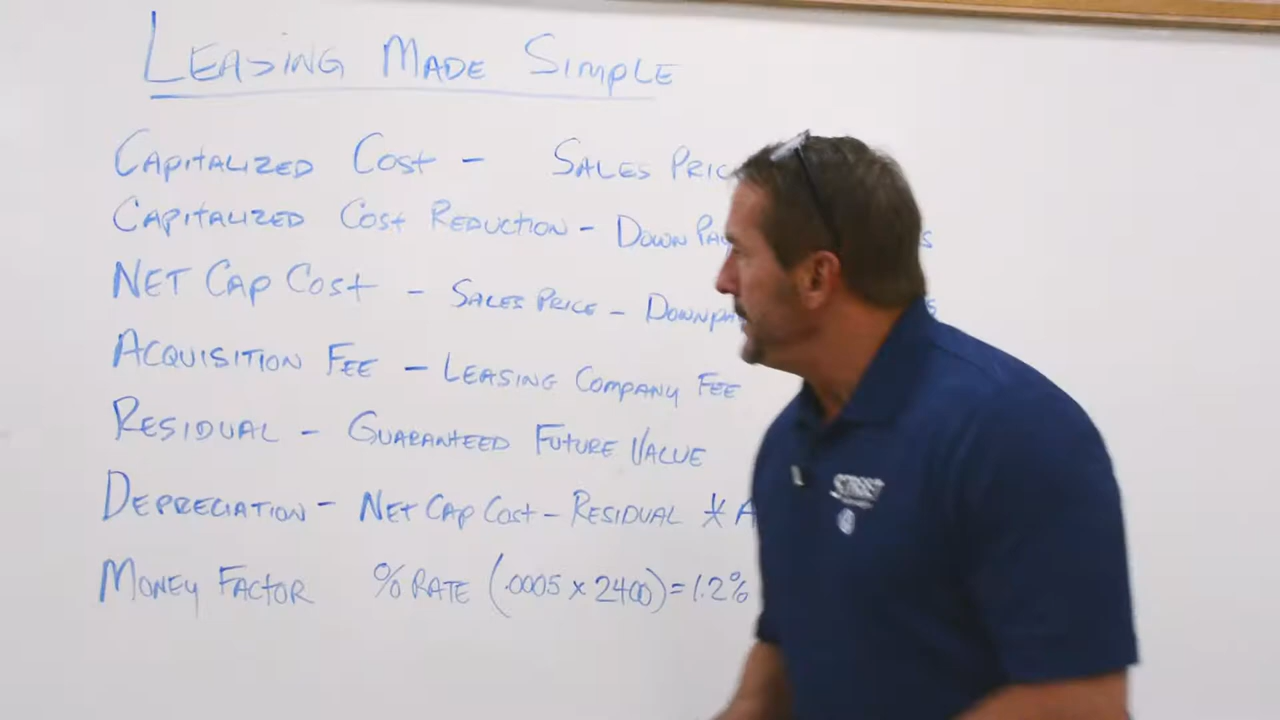 LEASING MADE SIMPLE
CAPITALIZED COST - SALES PRIC
CAPITALIZED COST REDUCTION - DOWN PA S
NET CAP COST - SALES PRICE - DOWNPA S
ACQUISITION FEE - LEASING COMPANY FEE
RESIDUAL - GUARANTEED FUTURE VALUE
DEPRECIATION - NET CAP COST - RESIDUAL * A
MONEY FACTOR % RATE (.0005 x 2400) = 1.2%
STREET